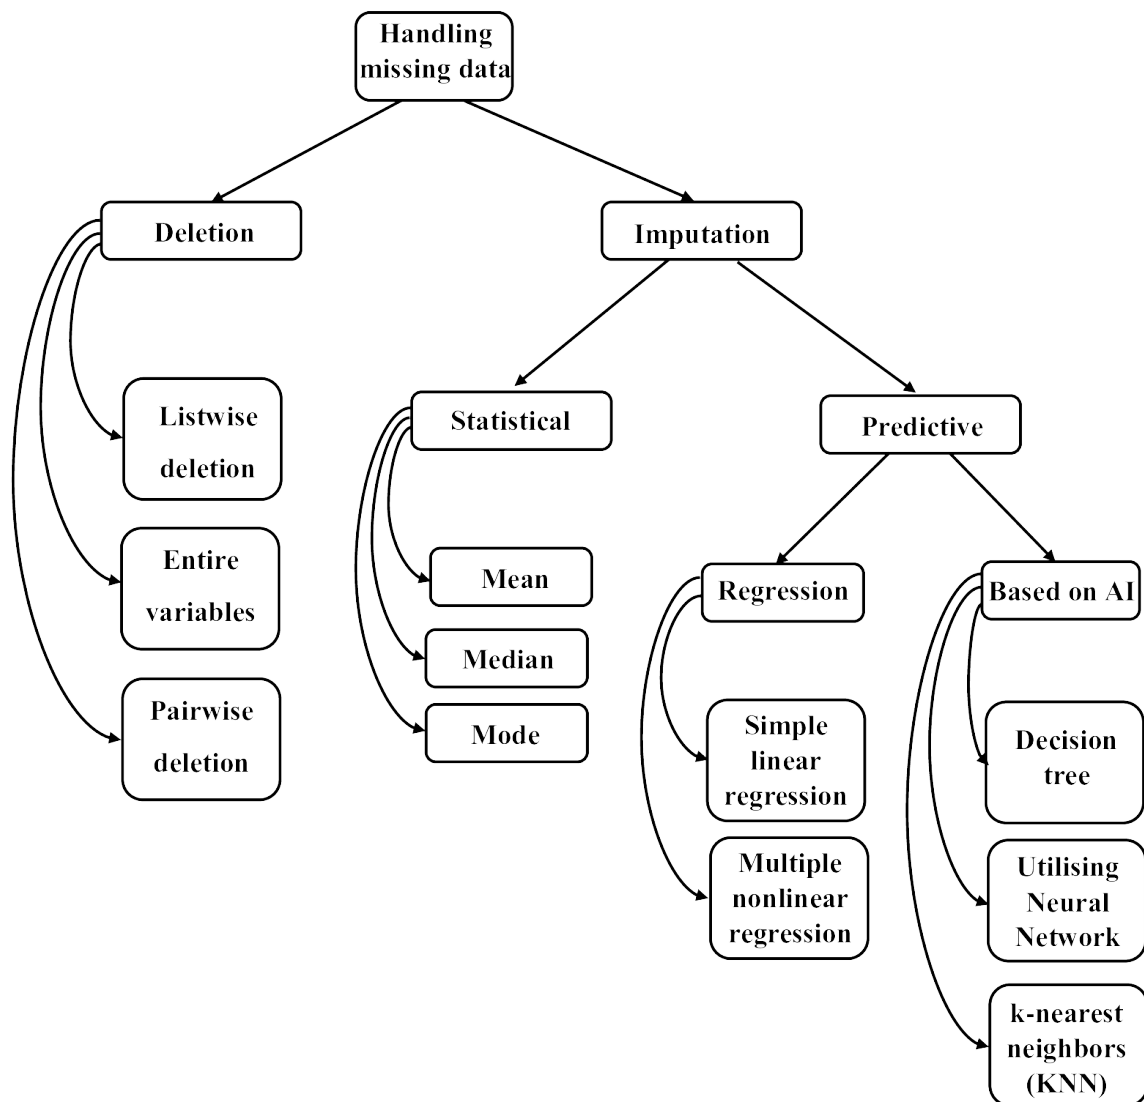 Handling
missing data
Deletion
Imputation
Listwise
deletion
Entire
variables
Pairwise
deletion
Statistical
Mean
Median
Mode
Predictive
Regression
Simple
linear
regression
Multiple
nonlinear
regression
Based on AI
Decision
tree
Utilising
Neural
Network
k-nearest
neighbors
(KNN)